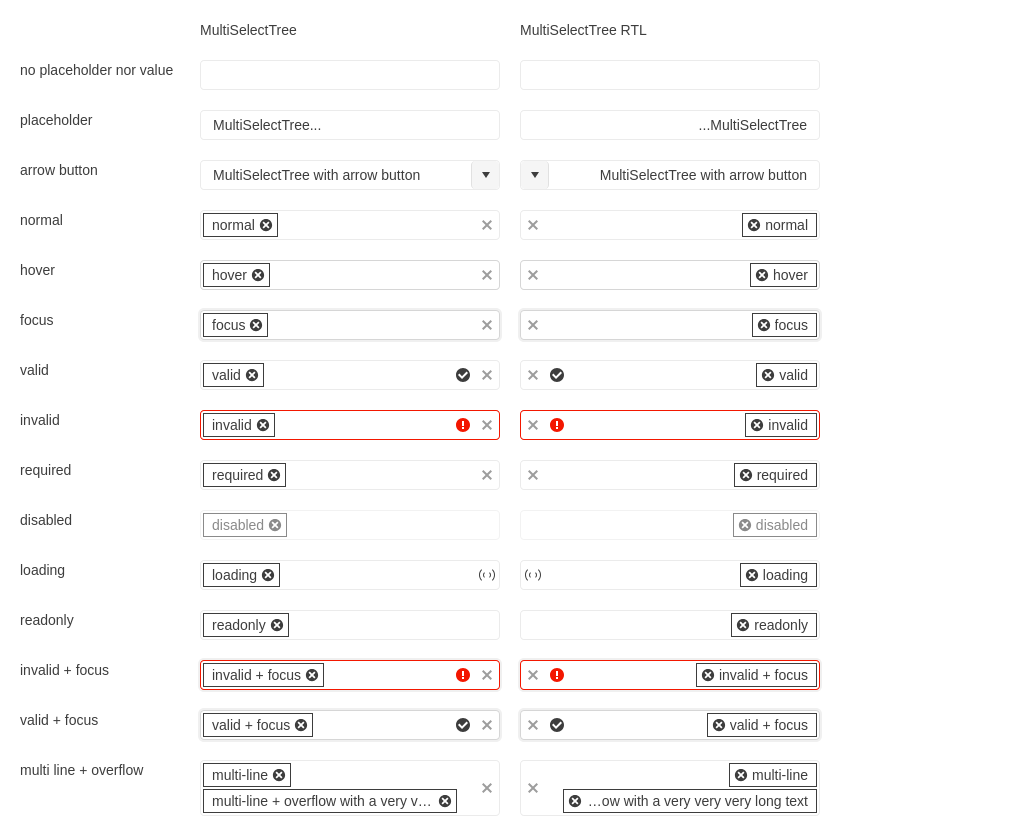 MultiSelectTree MultiSelectTree RTL
no placeholder nor value
placeholder MultiSelectTree... ...MultiSelectTree
arrow button MultiSelectTree with arrow button MultiSelectTree with arrow button
normal normal normal
hover hover hover
focus focus focus
valid valid valid
invalid invalid invalid
required required required
disabled disabled disabled
loading loading loading
readonly readonly readonly
invalid + focus invalid + focus invalid + focus
valid + focus valid + focus valid + focus
multi line + overflow multi-line multi-line
multi-line + overflow with a very v… …ow with a very very very long text